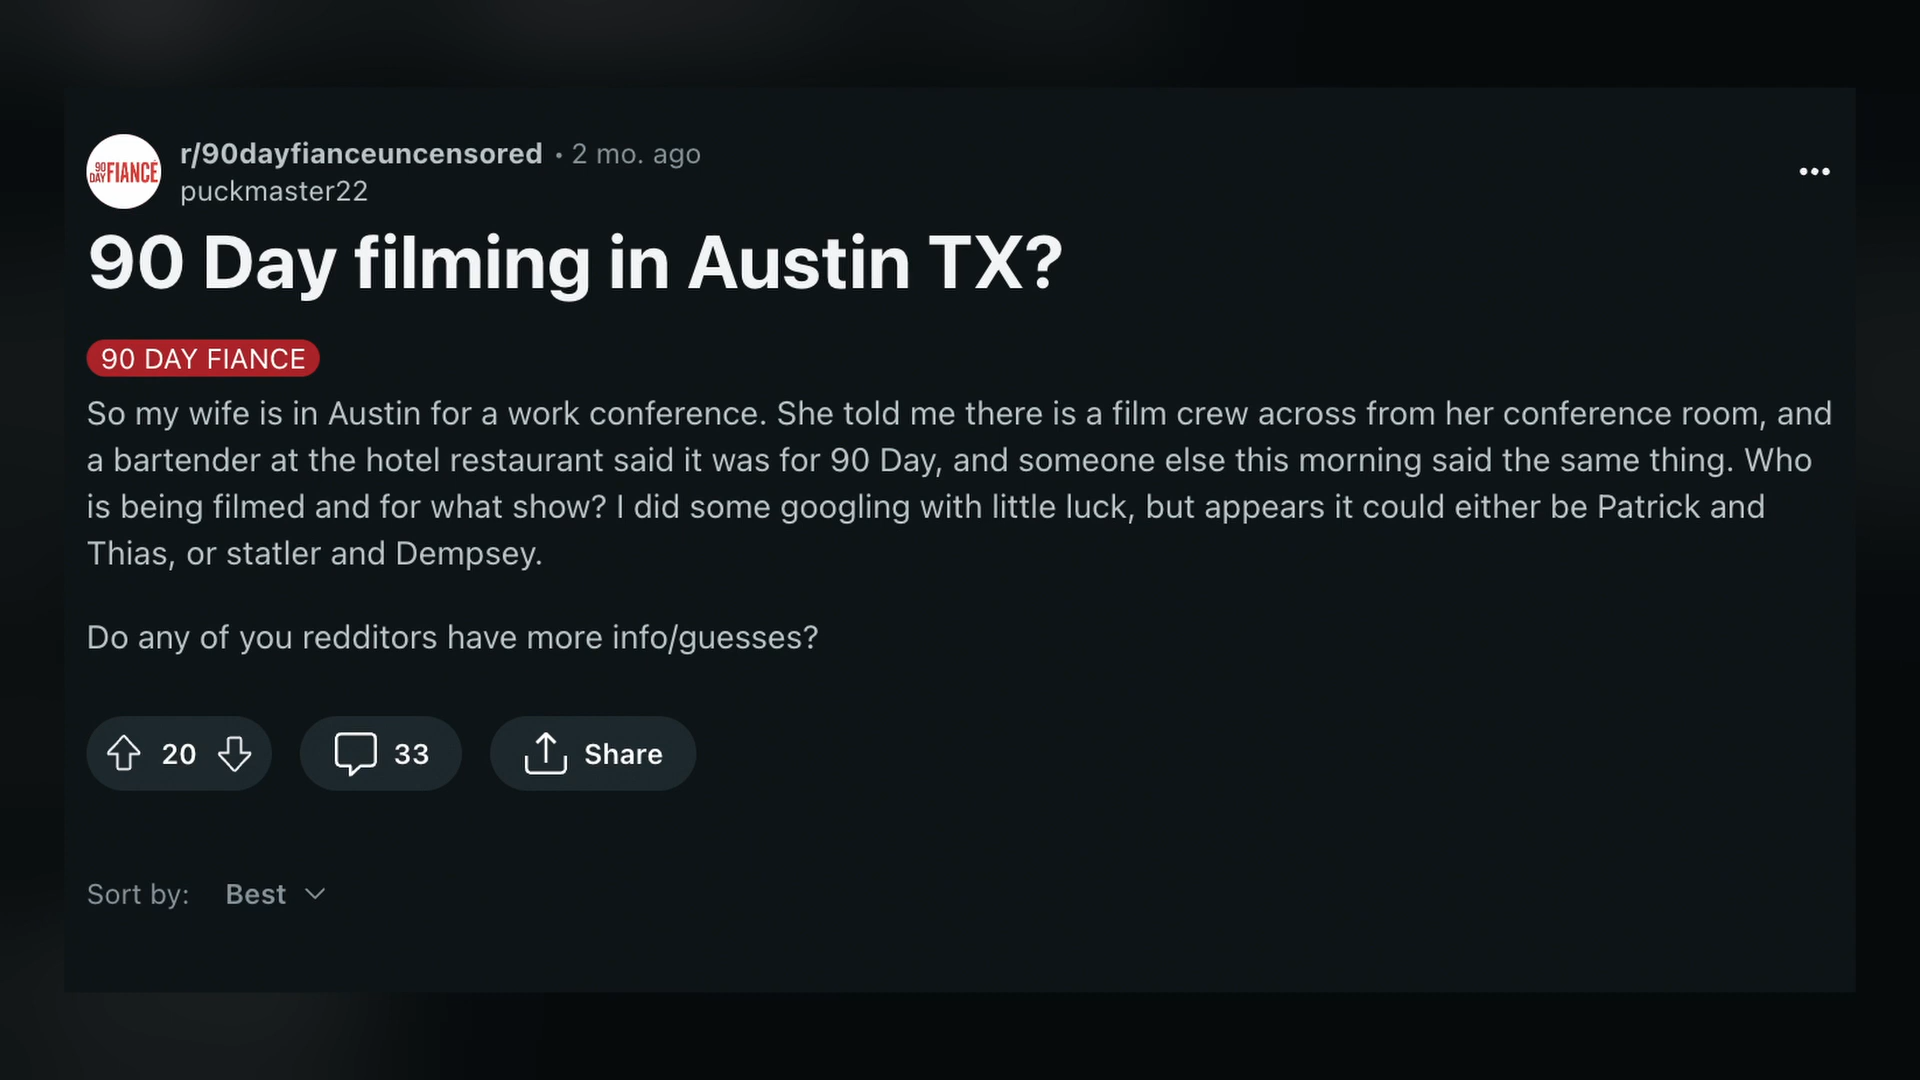 90 DAY FIANCÉ
r/90dayfianceuncensored • 2 mo. ago
puckmaster22
90 Day filming in Austin TX?
90 DAY FIANCE
So my wife is in Austin for a work conference. She told me there is a film crew across from her conference room, and
a bartender at the hotel restaurant said it was for 90 Day, and someone else this morning said the same thing. Who
is being filmed and for what show? I did some googling with little luck, but appears it could either be Patrick and
Thias, or statler and Dempsey.
Do any of you redditors have more info/guesses?
20
33
Share
Sort by: Best